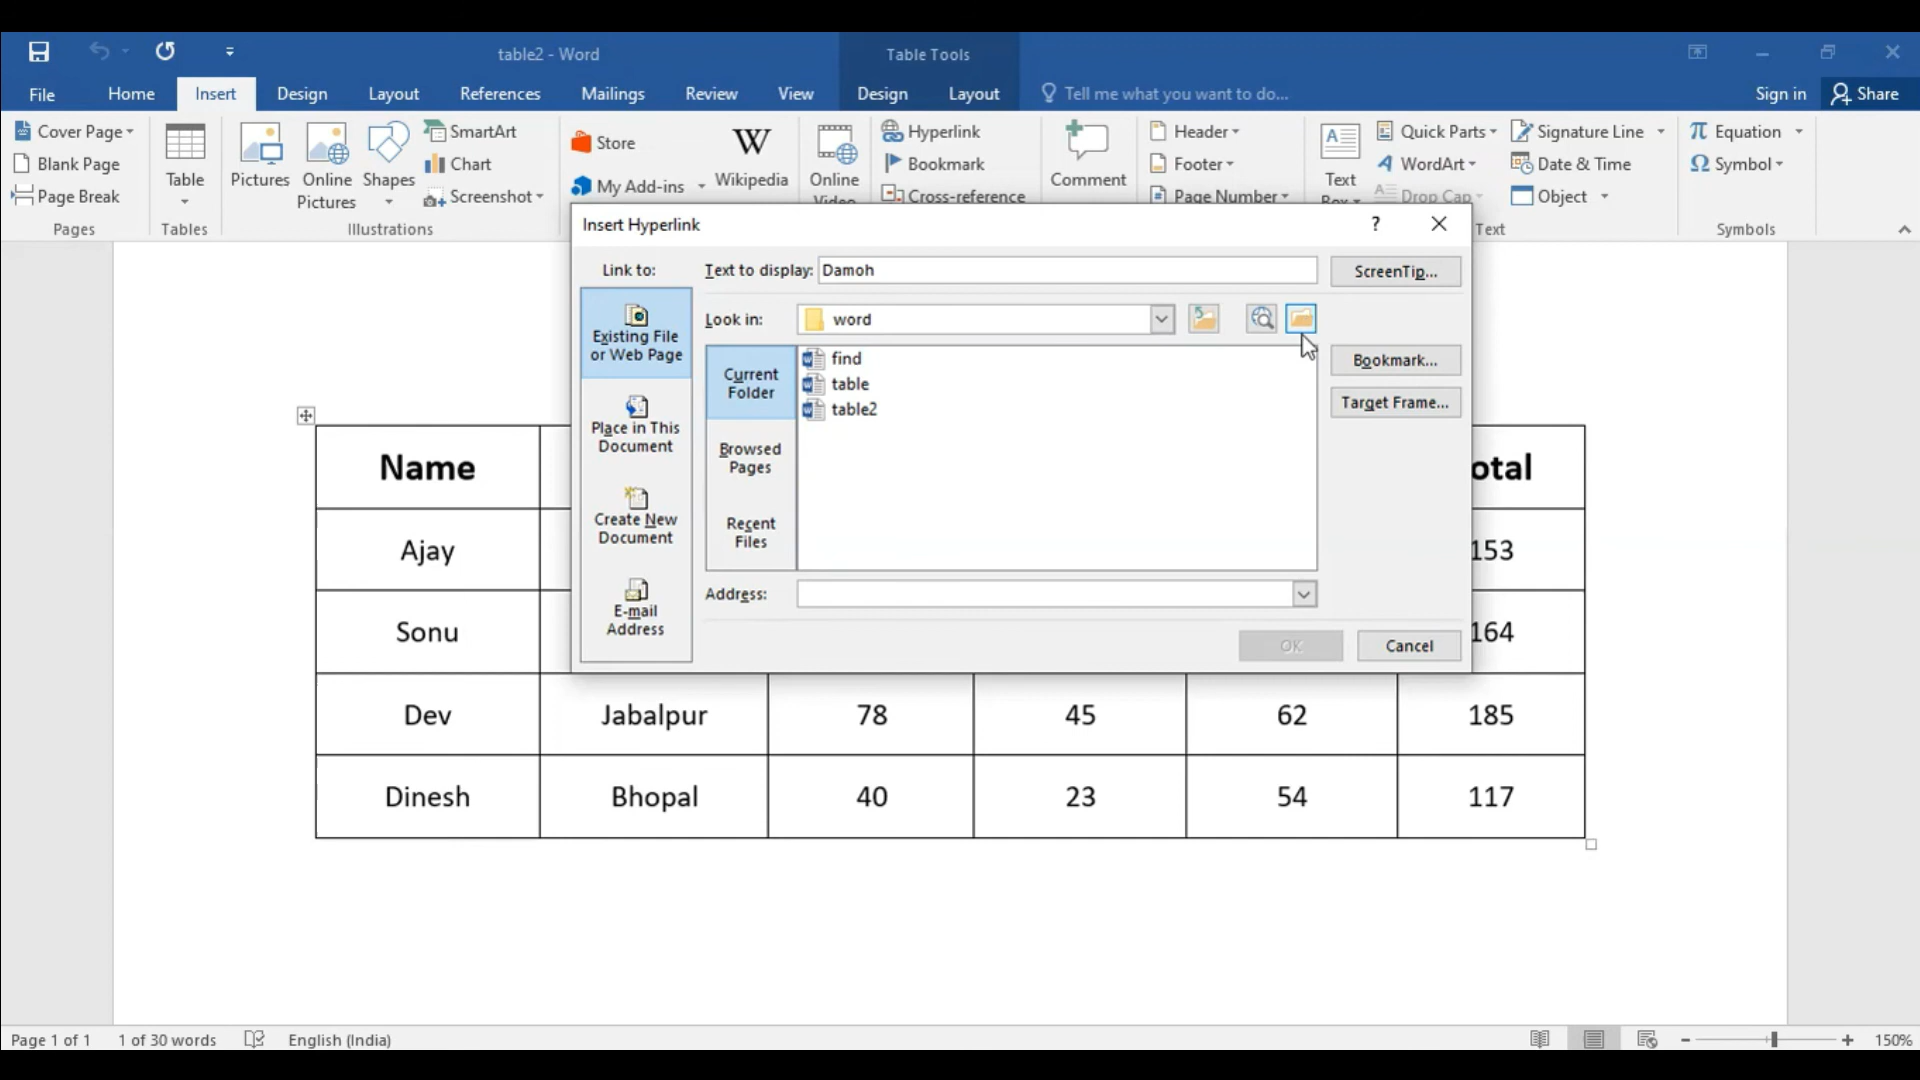 table2 - Word
Table Tools
File
Home
Insert
Design
Layout
References
Mailings
Review
View
Design
Layout
Tell me what you want to do...
Sign in
Share
Cover Page
Blank Page
Page Break
Pages
Table
Tables
Pictures
Online
Pictures
Shapes
SmartArt
Chart
Screenshot
Illustrations
Store
My Add-ins
W
Wikipedia
Online
Video
Hyperlink
Bookmark
Cross-reference
Comment
Header
Footer
Page Number
Text
Box
Quick Parts
WordArt
Drop Cap
Signature Line
Date & Time
Object
Text
Equation
Symbol
Symbols
Insert Hyperlink
?
Link to:
Text to display: Damoh
ScreenTip...
Existing File
or Web Page
Place in This
Document
Create New
Document
E-mail
Address
Look in: word
Current
Folder
Browsed
Pages
Recent
Files
find
table
table2
Bookmark...
Target Frame...
Address:
OK
Cancel
Name otal
Ajay 153
Sonu 164
Dev Jabalpur 78 45 62 185
Dinesh Bhopal 40 23 54 117
Page 1 of 1 1 of 30 words English (India) 150%